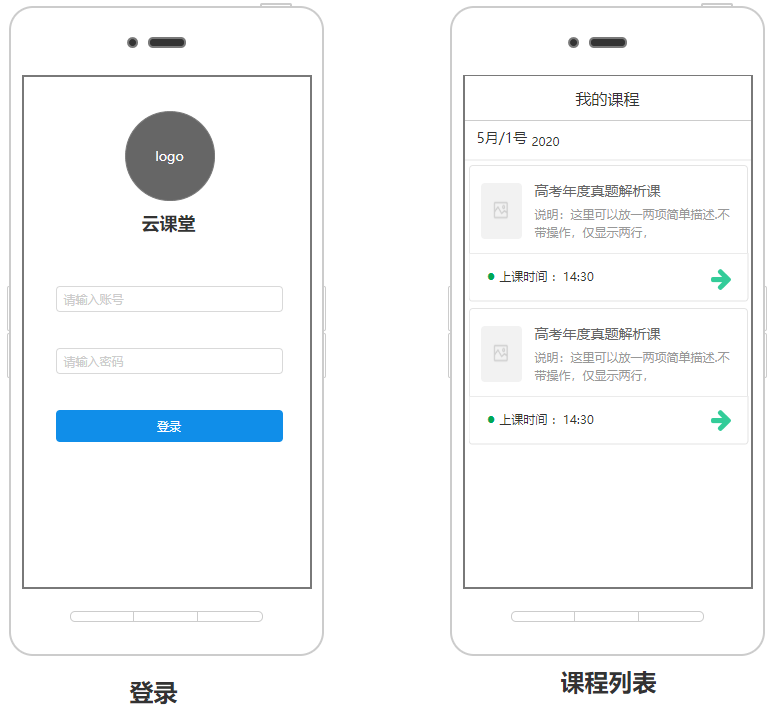 logo
云课堂
请输入账号
请输入密码
登录
登录
我的课程
5月/1号 2020
高考年度真题解析课
说明：这里可以放一两项简单描述.不
带操作，仅显示两行，
上课时间 ：14:30
高考年度真题解析课
说明：这里可以放一两项简单描述.不
带操作，仅显示两行，
上课时间 ：14:30
课程列表